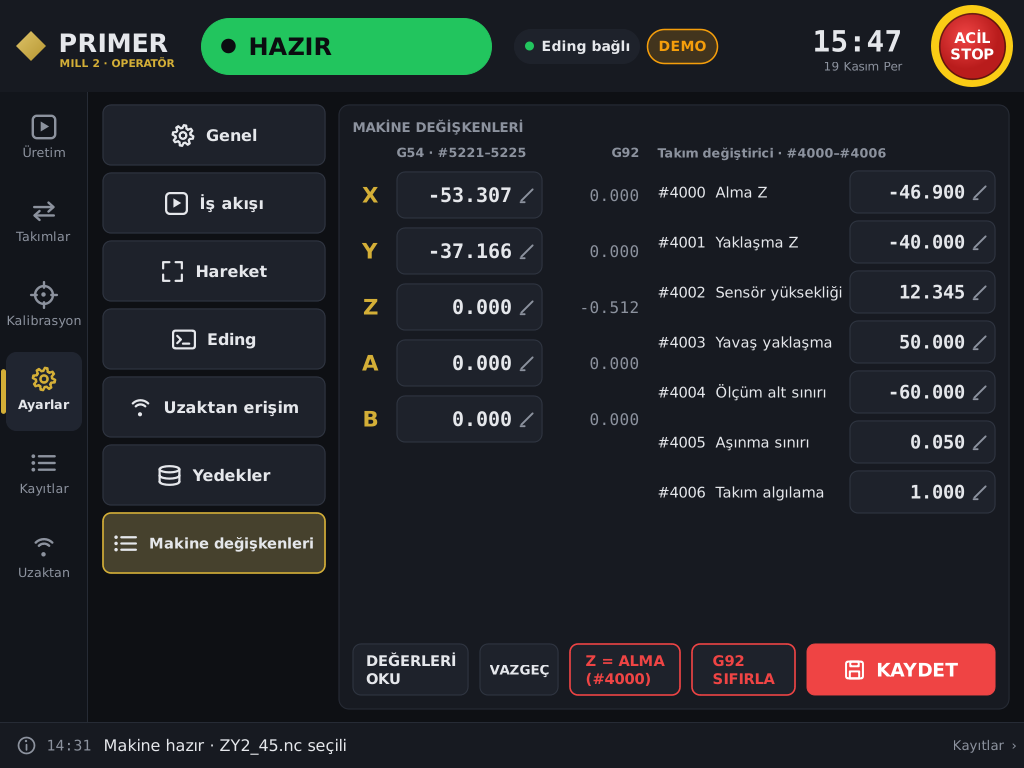 PRIMER
MILL 2 · OPERATÖR
HAZIR
Eding bağlı
DEMO
15:47
19 Kasım Per
ACİL
STOP
Üretim
Takımlar
Kalibrasyon
Ayarlar
Kayıtlar
Uzaktan
Genel
İş akışı
Hareket
Eding
Uzaktan erişim
Yedekler
Makine değişkenleri
MAKİNE DEĞİŞKENLERİ
G54 · #5221–5225 G92
X -53.307 0.000
Y -37.166 0.000
Z 0.000 -0.512
A 0.000 0.000
B 0.000 0.000
Takım değiştirici · #4000–#4006
#4000 Alma Z -46.900
#4001 Yaklaşma Z -40.000
#4002 Sensör yüksekliği 12.345
#4003 Yavaş yaklaşma 50.000
#4004 Ölçüm alt sınırı -60.000
#4005 Aşınma sınırı 0.050
#4006 Takım algılama 1.000
DEĞERLERİ
OKU
VAZGEÇ
Z = ALMA
(#4000)
G92
SIFIRLA
KAYDET
14:31 Makine hazır · ZY2_45.nc seçili
Kayıtlar ›